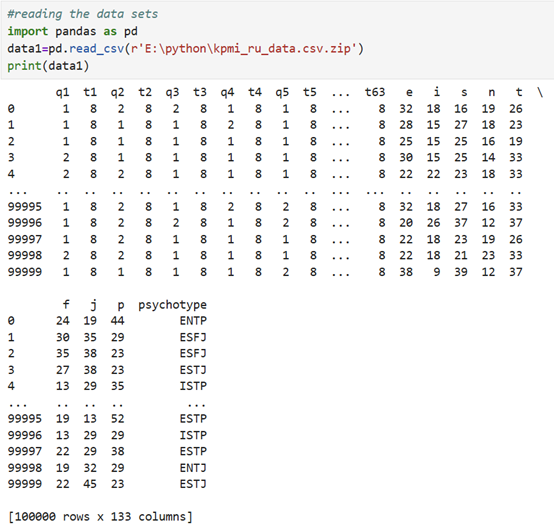 #reading the data sets
import pandas as pd
data1=pd.read_csv(r'E:\python\kpmi_ru_data.csv.zip')
print(data1)
q1 t1 q2 t2 q3 t3 q4 t4 q5 t5 ... t63 e i s n t \
0 1 8 2 8 2 8 1 8 1 8 ... 8 32 18 16 19 26
1 1 8 1 8 1 8 2 8 1 8 ... 8 28 15 27 18 23
2 1 8 1 8 1 8 1 8 1 8 ... 8 25 15 25 16 19
3 2 8 1 8 1 8 1 8 1 8 ... 8 30 15 25 14 33
4 2 8 2 8 1 8 1 8 1 8 ... 8 22 22 23 18 33
... .. .. .. .. .. .. .. .. .. .. ... ... .. .. .. .. ..
99995 1 8 2 8 1 8 2 8 2 8 ... 8 32 18 27 16 33
99996 1 8 2 8 2 8 1 8 2 8 ... 8 20 26 37 12 37
99997 1 8 2 8 1 8 1 8 1 8 ... 8 22 18 23 19 26
99998 2 8 2 8 1 8 1 8 2 8 ... 8 22 18 21 23 33
99999 1 8 1 8 1 8 1 8 2 8 ... 8 38 9 39 12 37
f j p psychotype
0 24 19 44 ENTP
1 30 35 29 ESFJ
2 35 38 23 ESFJ
3 27 38 23 ESTJ
4 13 29 35 ISTP
... .. .. .. ...
99995 19 13 52 ESTP
99996 13 29 29 ISTP
99997 22 29 38 ESTP
99998 19 32 29 ENTJ
99999 22 45 23 ESTJ
[100000 rows x 133 columns]